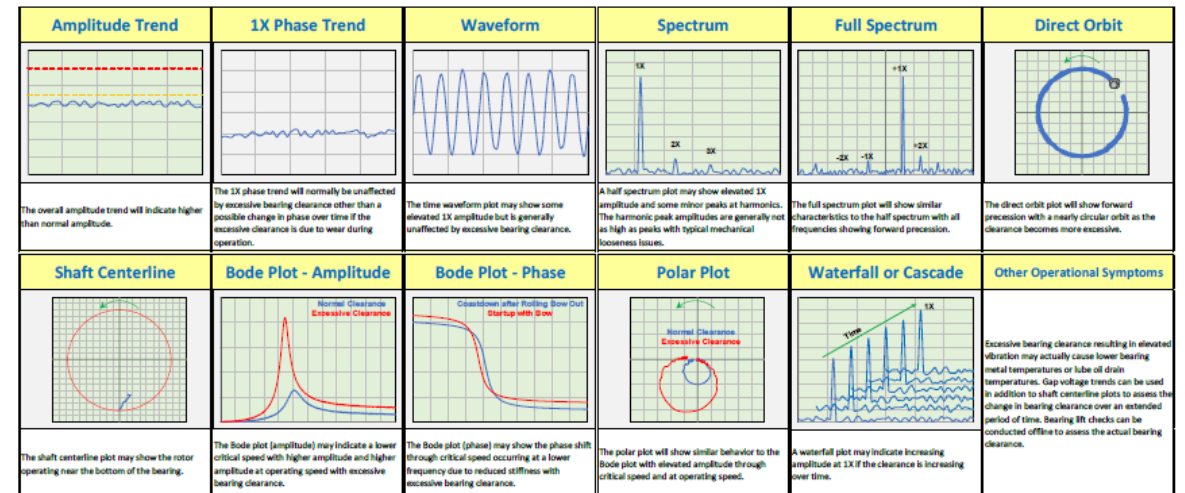 Amplitude Trend
1X Phase Trend
Waveform
Spectrum
Full Spectrum
Direct Orbit
1X
2X
3X
+1X
-2X
-1X
+2X
The overall amplitude trend will indicate higher
than normal amplitude.
The 1X phase trend will normally be unaffected
by excessive bearing clearance other than a
possible change in phase over time if the
excessive clearance is due to wear during
operation.
The time waveform plot may show some
elevated 1X amplitude but is generally
unaffected by excessive bearing clearance.
A half spectrum plot may show elevated 1X
amplitude and some minor peaks at harmonics.
The harmonic peak amplitudes are generally not
as high as peaks with typical mechanical
looseness issues.
The full spectrum plot will show similar
characteristics to the half spectrum with all
frequencies showing forward precession.
The direct orbit plot will show forward
precession with a nearly circular orbit as the
clearance becomes more excessive.
Shaft Centerline
Bode Plot - Amplitude
Bode Plot - Phase
Polar Plot
Waterfall or Cascade
Other Operational Symptoms
Normal Clearance
Excessive Clearance
Coastdown after Rolling Bow Out
Startup with Bow
Normal Clearance
Excessive Clearance
Time
1X
The shaft centerline plot may show the rotor
operating near the bottom of the bearing.
The Bode plot (amplitude) may indicate a lower
critical speed with higher amplitude and higher
amplitude at operating speed with excessive
bearing clearance.
The Bode plot (phase) may show the phase shift
through critical speed occurring at a lower
frequency due to reduced stiffness with
excessive bearing clearance.
The polar plot will show similar behavior to the
Bode plot with elevated amplitude through
critical speed and at operating speed.
A waterfall plot may indicate increasing
amplitude at 1X if the clearance is increasing
over time.
Excessive bearing clearance resulting in elevated
vibration may actually cause lower bearing
metal temperatures or lube oil drain
temperatures. Gap voltage trends can be used
in addition to shaft centerline plots to assess the
change in bearing clearance over an extended
period of time. Bearing lift checks can be
conducted offline to assess the actual bearing
clearance.